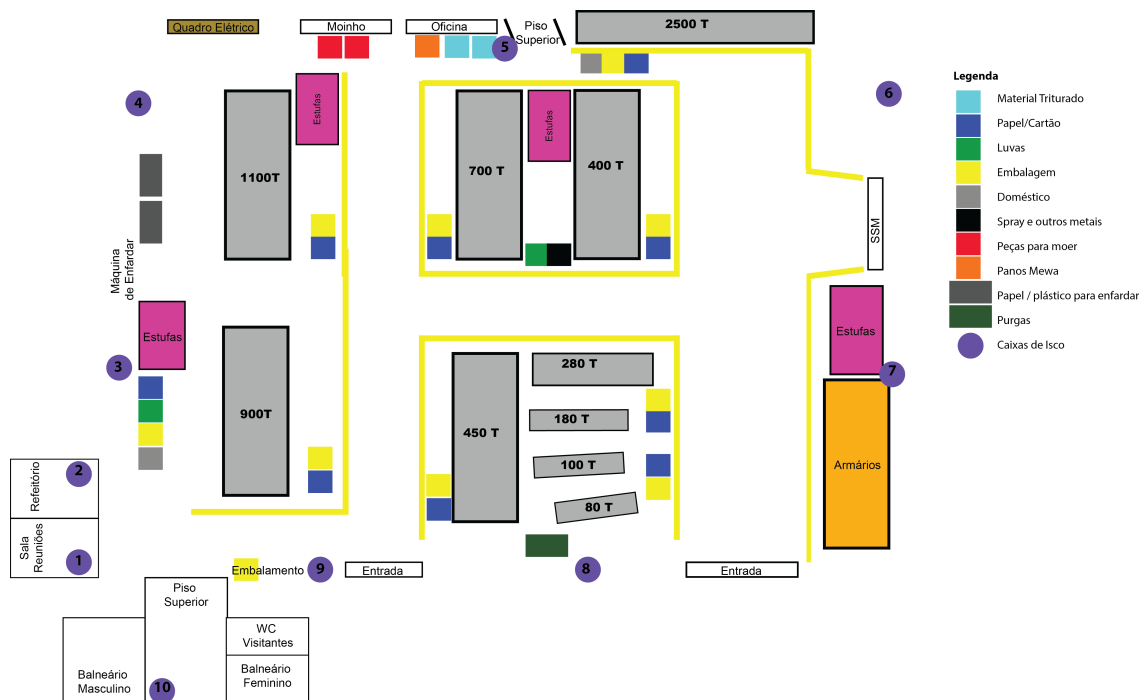 Quadro Elétrico
Moinho
Oficina
Piso
Superior
2500 T
5
4
6
Estufas
Estufas
1100T
700 T
400 T
SSM
Máquina
de Enfardar
Estufas
Estufas
3
7
900T
450 T
280 T
180 T
100 T
80 T
Armários
Refeitório
2
Sala
Reuniões
1
Embalamento
9
Entrada
8
Entrada
Piso
Superior
WC
Visitantes
Balneário
Masculino
10
Balneário
Feminino
Legenda
Material Triturado
Papel/Cartão
Luvas
Embalagem
Doméstico
Spray e outros metais
Peças para moer
Panos Mewa
Papel / plástico para enfardar
Purgas
Caixas de Isco